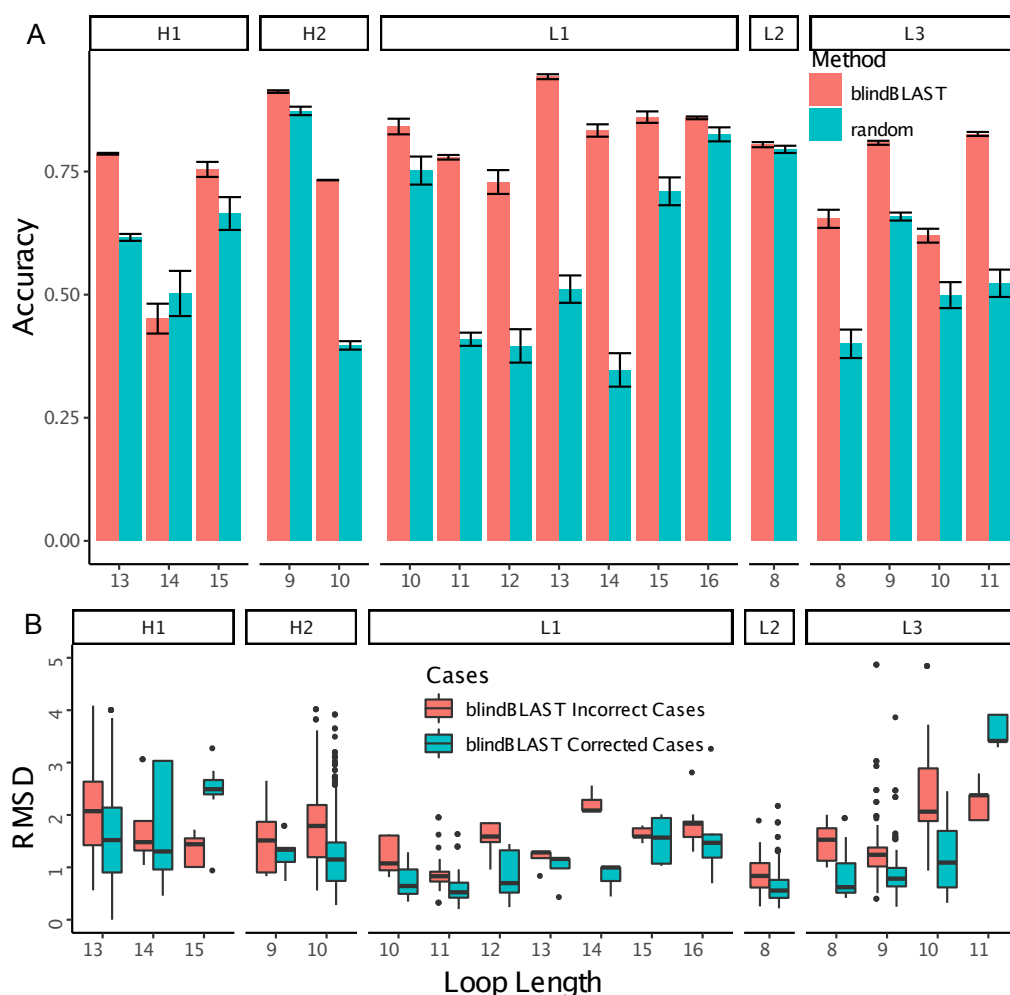 A
H1 H2 L1 L2 L3
Method
blindBLAST
random
Accuracy
0.75
0.50
0.25
0.00
13 14 15 9 10 10 11 12 13 14 15 16 8 8 9 10 11
B
H1 H2 L1 L2 L3
Cases
blindBLAST Incorrect Cases
blindBLAST Corrected Cases
RMSD
5
4
3
2
1
0
13 14 15 9 10 10 11 12 13 14 15 16 8 8 9 10 11
Loop Length